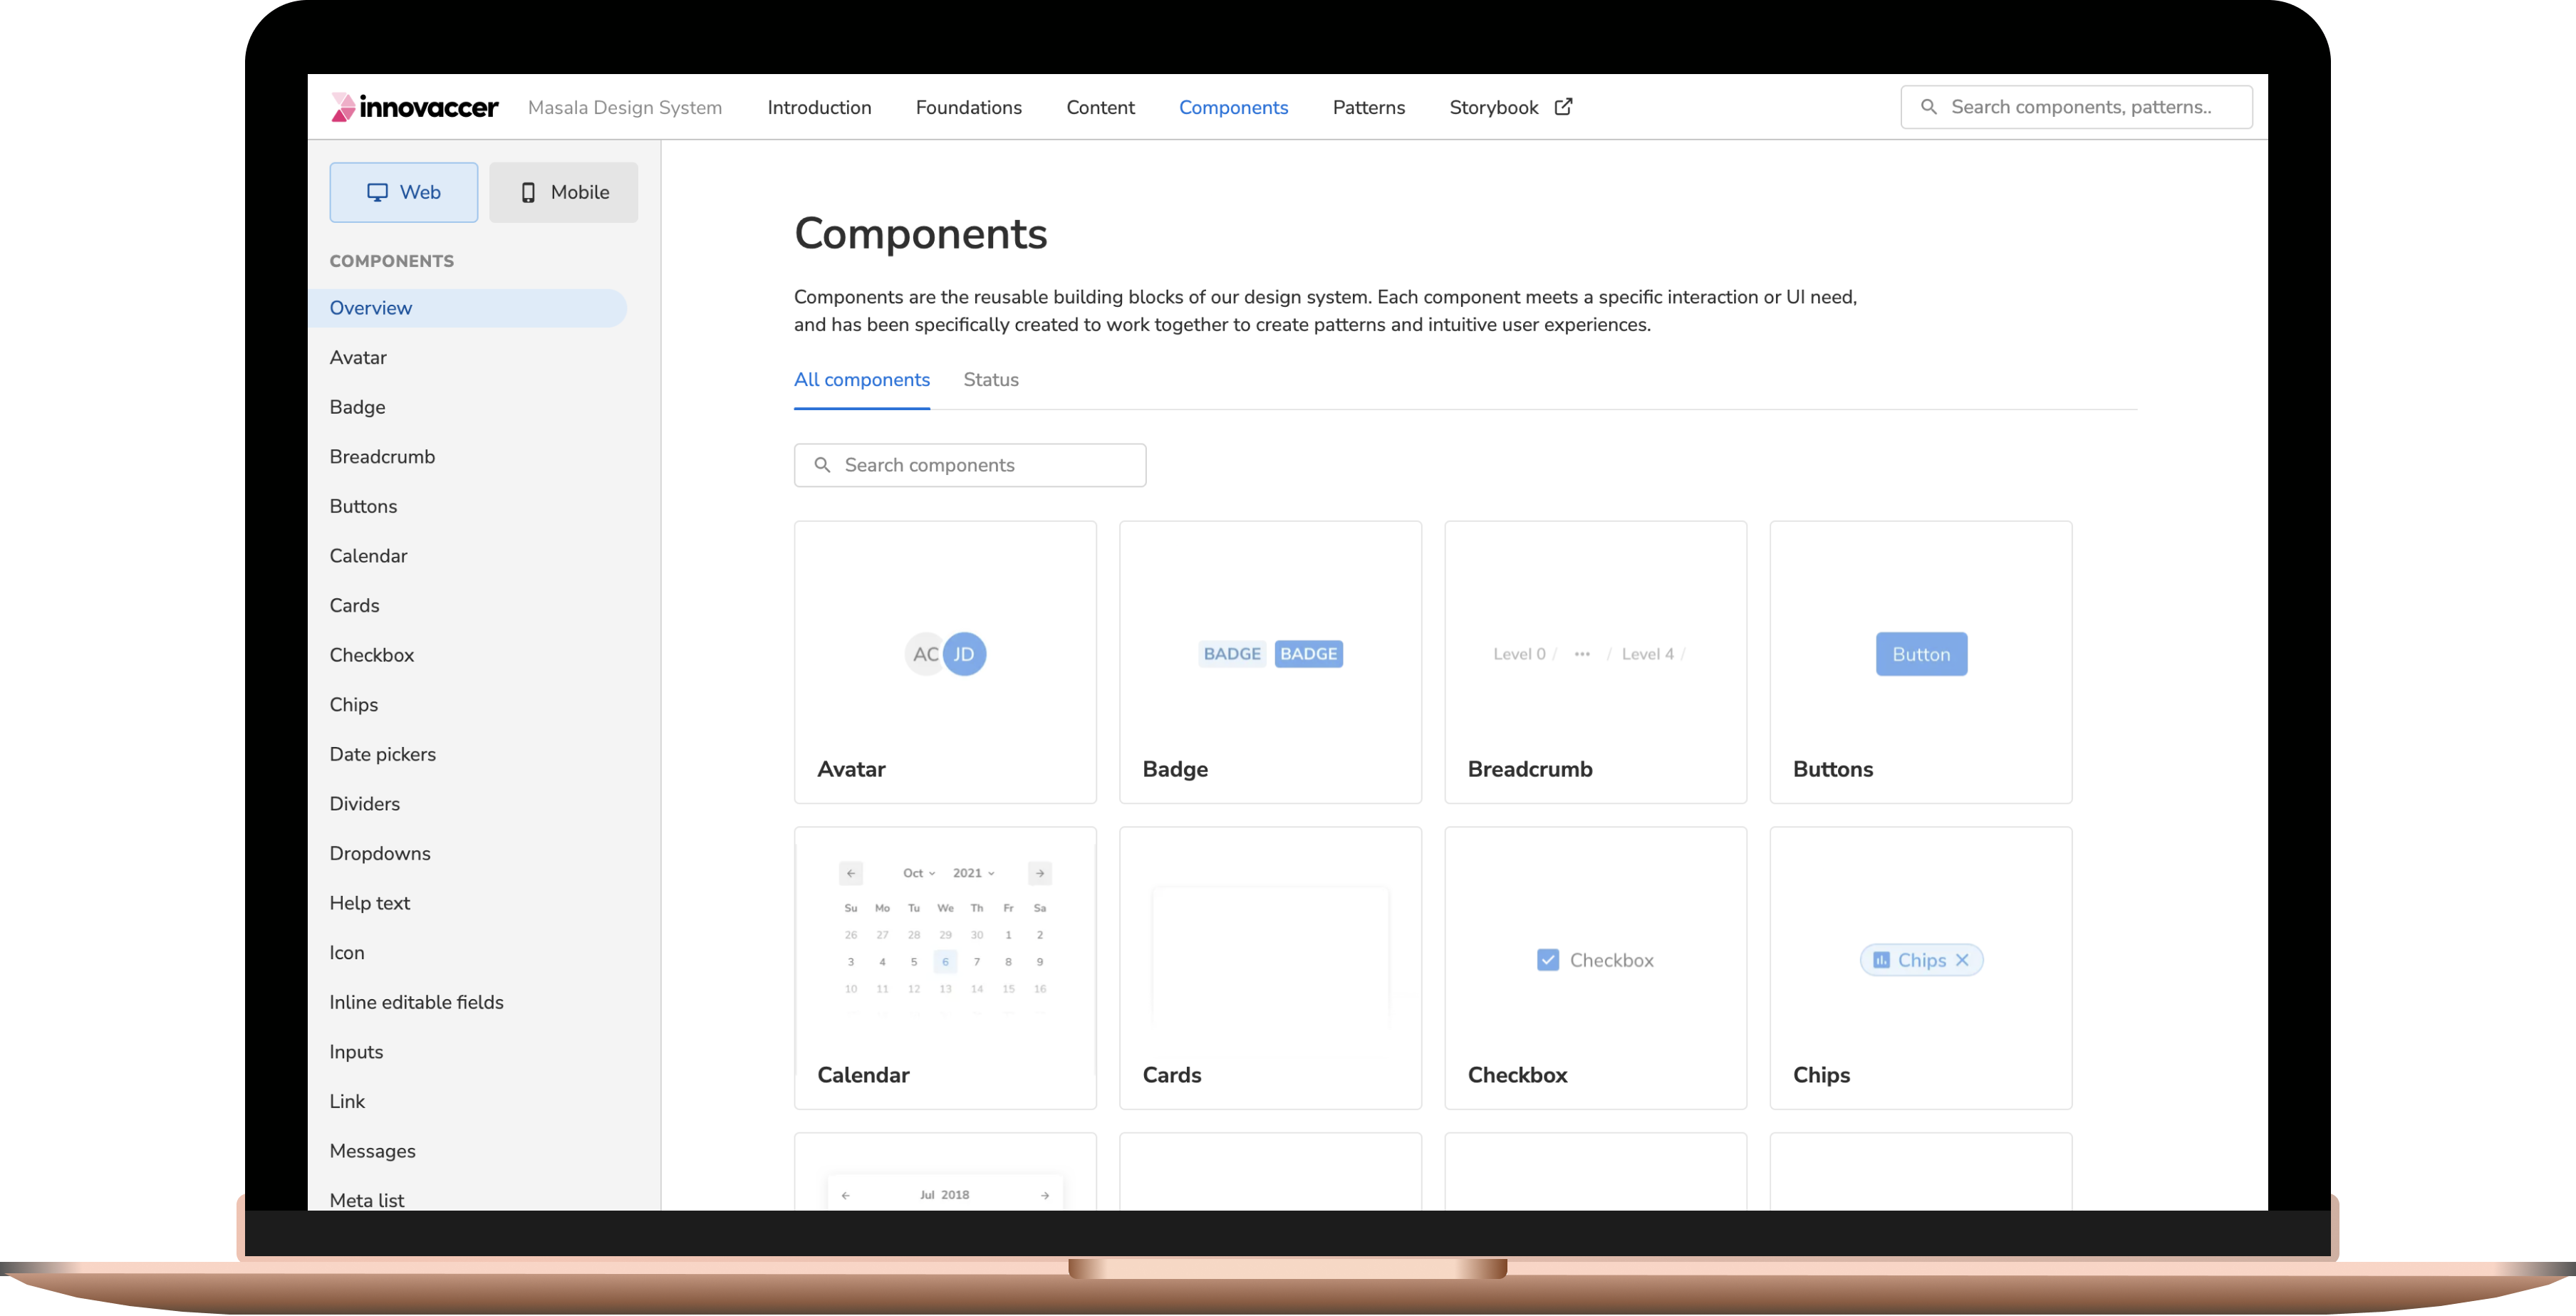 innovaccer
Masala Design System
Introduction
Foundations
Content
Components
Patterns
Storybook
Search components, patterns..
Web
Mobile
COMPONENTS
Overview
Avatar
Badge
Breadcrumb
Buttons
Calendar
Cards
Checkbox
Chips
Date pickers
Dividers
Dropdowns
Help text
Icon
Inline editable fields
Inputs
Link
Messages
Meta list
Components
Components are the reusable building blocks of our design system. Each component meets a specific interaction or UI need,
and has been specifically created to work together to create patterns and intuitive user experiences.
All components
Status
Search components
AC JD
Avatar
BADGE BADGE
Badge
Level 0 / ••• / Level 4 /
Breadcrumb
Button
Buttons
Oct 2021
Su Mo Tu We Th Fr Sa
26 27 28 29 30 1 2
3 4 5 6 7 8 9
10 11 12 13 14 15 16
Calendar
Cards
Checkbox
Checkbox
Chips
Chips
Jul 2018